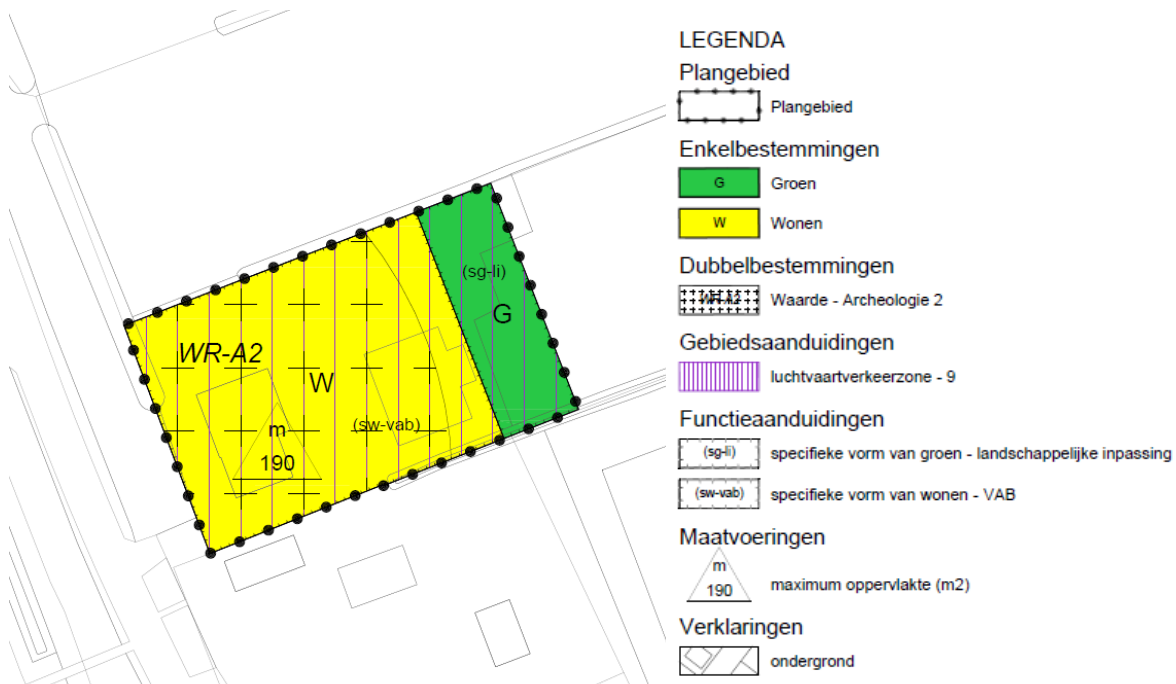 (sg-li)
G
WR-A2
W
(sw-vab)
m
190
LEGENDA
Plangebied
Plangebied
Enkelbestemmingen
G Groen
W Wonen
Dubbelbestemmingen
WR-A2 Waarde - Archeologie 2
Gebiedsaanduidingen
luchtvaartverkeerzone - 9
Functieaanduidingen
(sg-li) specifieke vorm van groen - landschappelijke inpassing
(sw-vab) specifieke vorm van wonen - VAB
Maatvoeringen
m
190 maximum oppervlakte (m2)
Verklaringen
ondergrond